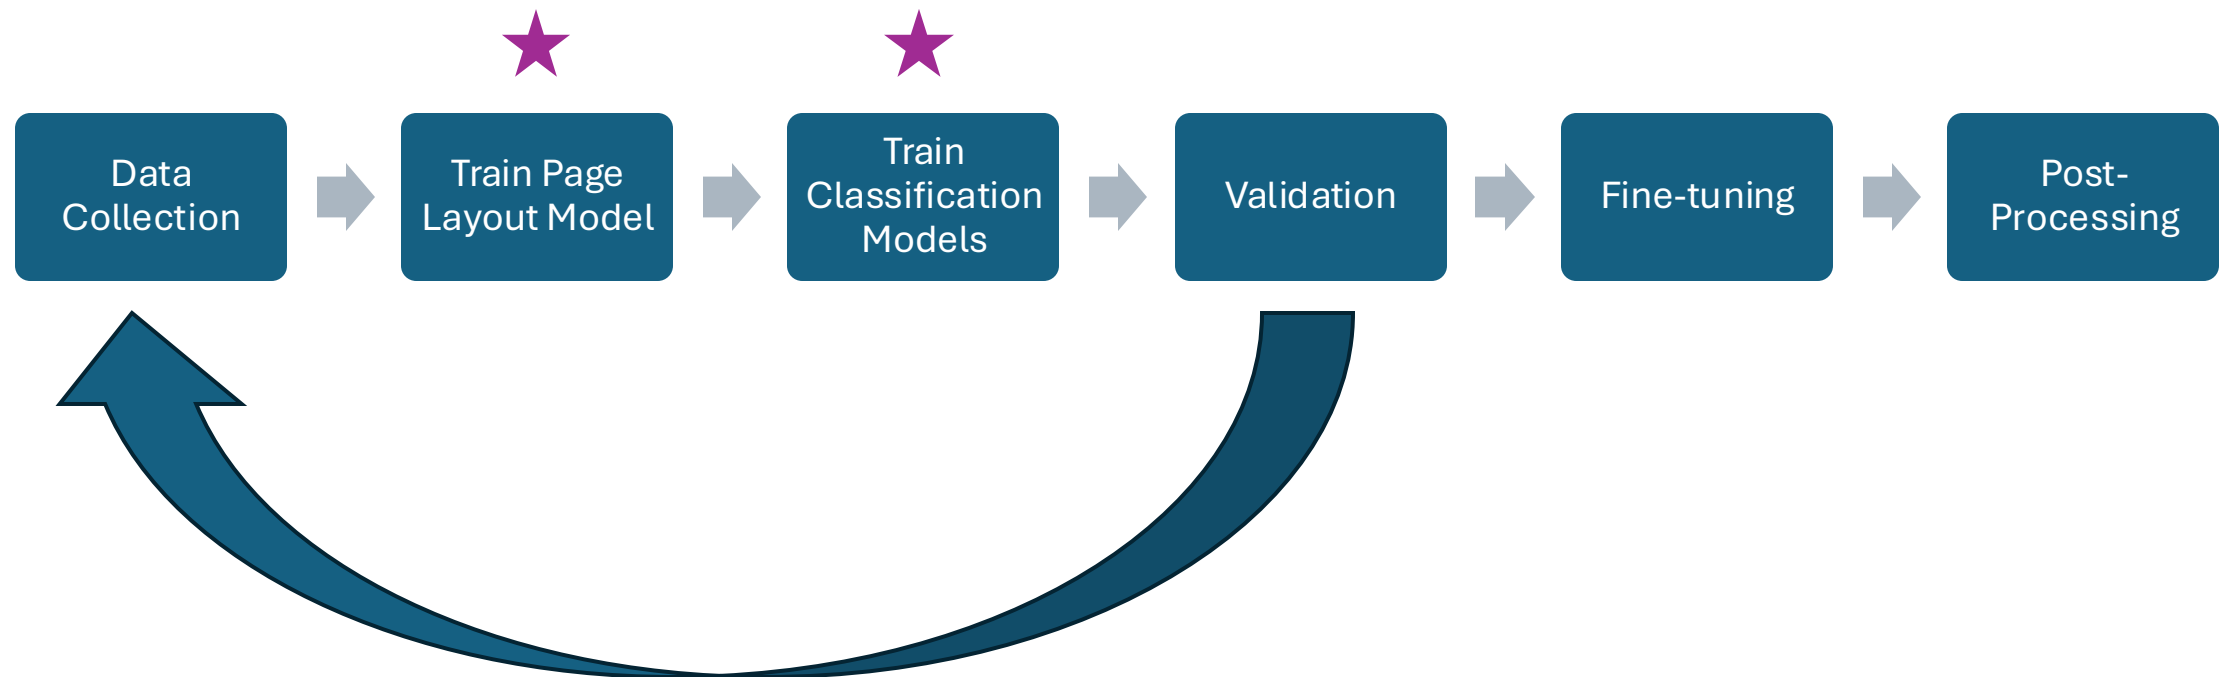 Data
Collection
Train Page
Layout Model
Train
Classification
Models
Validation
Fine-tuning
Post-
Processing